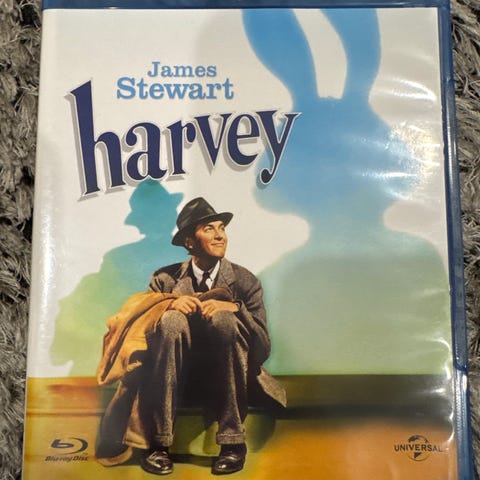 James
Stewart
harvey
Blu-ray Disc
UNIVERSAL